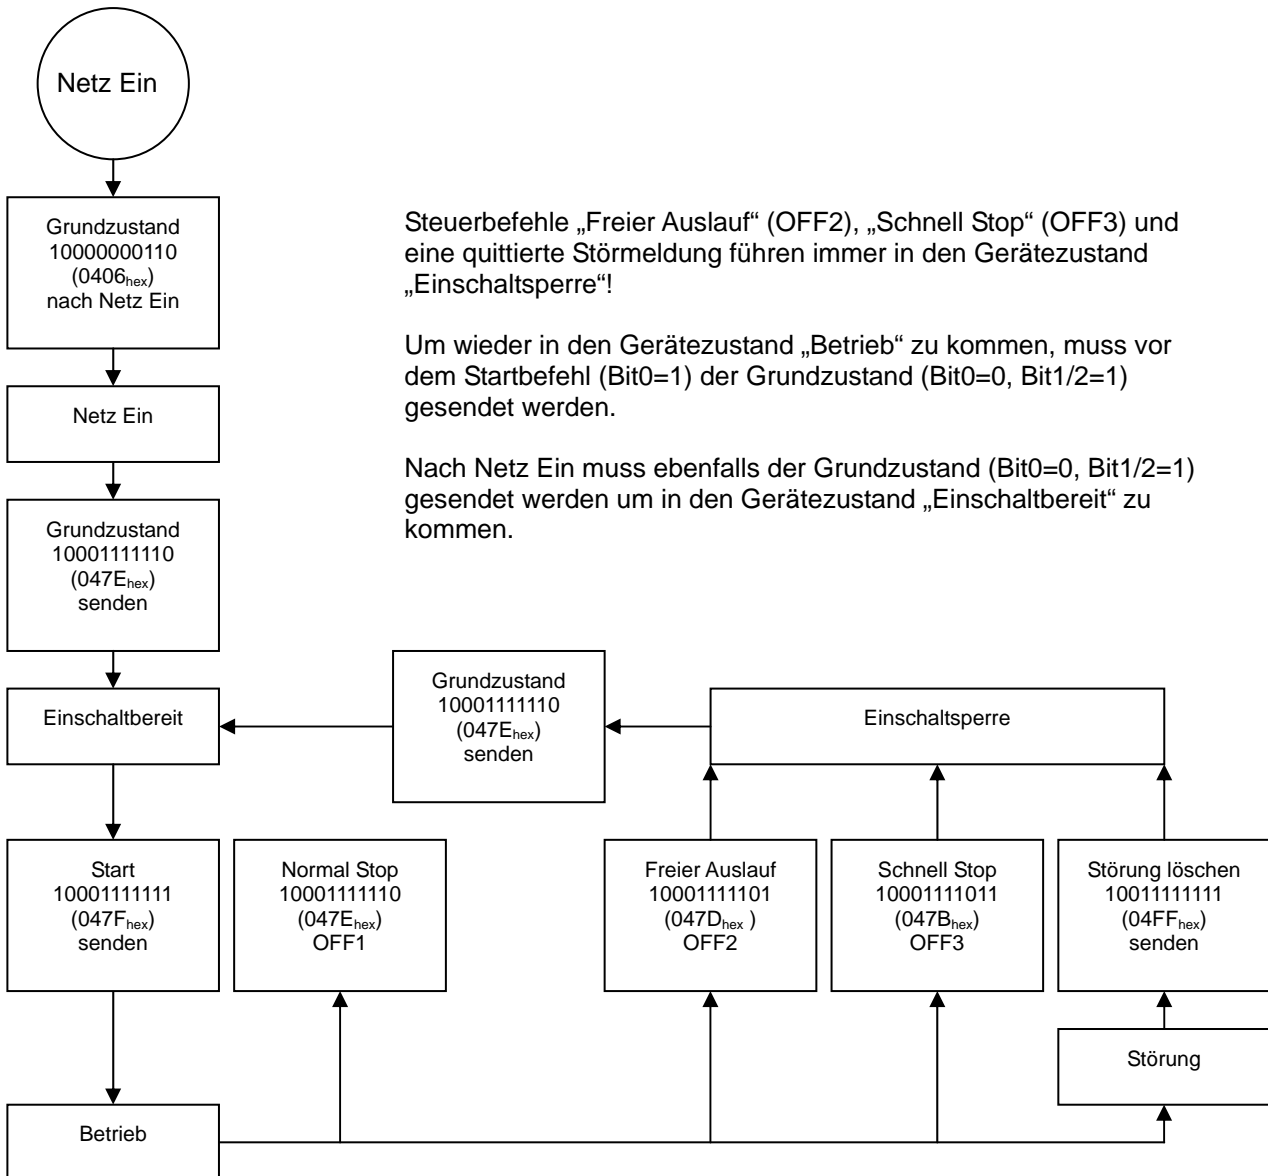 Netz Ein
Grundzustand
10000000110
(0406hex)
nach Netz Ein
Steuerbefehle „Freier Auslauf“ (OFF2), „Schnell Stop“ (OFF3) und
eine quittierte Störmeldung führen immer in den Gerätezustand
„Einschaltsperre“!
Um wieder in den Gerätezustand „Betrieb“ zu kommen, muss vor
dem Startbefehl (Bit0=1) der Grundzustand (Bit0=0, Bit1/2=1)
gesendet werden.
Nach Netz Ein muss ebenfalls der Grundzustand (Bit0=0, Bit1/2=1)
gesendet werden um in den Gerätezustand „Einschaltbereit“ zu
kommen.
Netz Ein
Grundzustand
10001111110
(047Ehex)
senden
Einschaltbereit
Grundzustand
10001111110
(047Ehex)
senden
Einschaltsperre
Start
10001111111
(047Fhex)
senden
Normal Stop
10001111110
(047Ehex)
OFF1
Freier Auslauf
10001111101
(047Dhex )
OFF2
Schnell Stop
10001111011
(047Bhex)
OFF3
Störung löschen
10011111111
(04FFhex)
senden
Störung
Betrieb